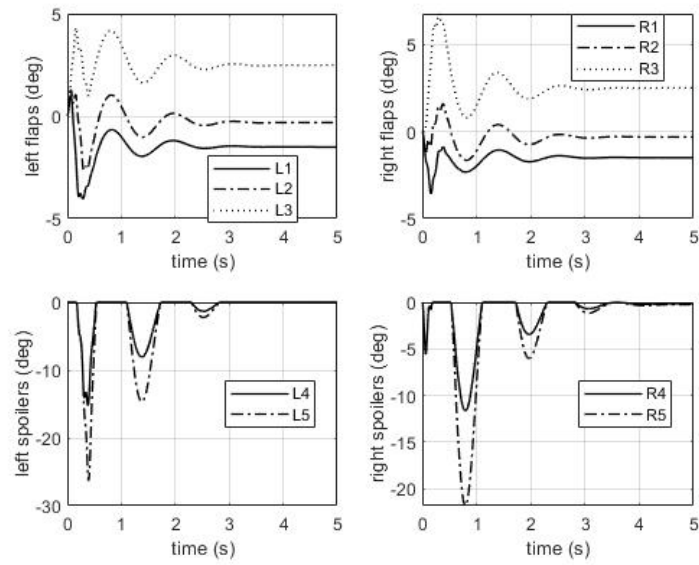 5
0
-5
0 1 2 3 4 5
time (s)
left flaps (deg)
L1
L2
L3
5
0
-5
0 1 2 3 4 5
time (s)
right flaps (deg)
R1
R2
R3
0
-10
-20
-30
0 1 2 3 4 5
time (s)
left spoilers (deg)
L4
L5
0
-5
-10
-15
-20
0 1 2 3 4 5
time (s)
right spoilers (deg)
R4
R5